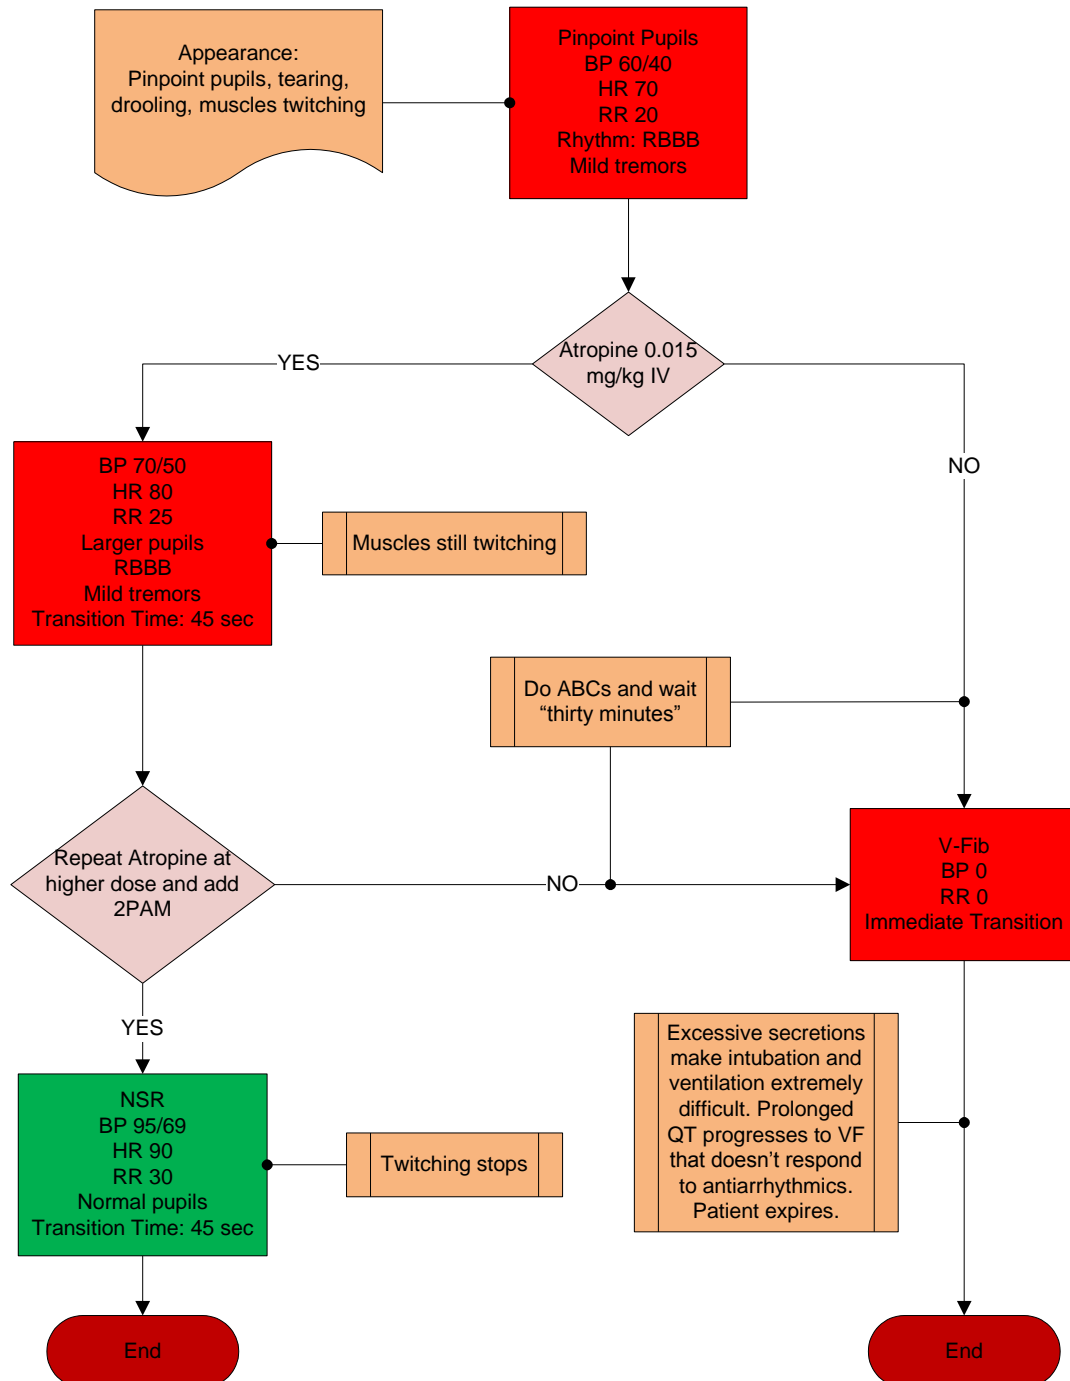 Appearance:
Pinpoint pupils, tearing,
drooling, muscles twitching
Pinpoint Pupils
BP 60/40
HR 70
RR 20
Rhythm: RBBB
Mild tremors
Atropine 0.015
mg/kg IV
YES
NO
BP 70/50
HR 80
RR 25
Larger pupils
RBBB
Mild tremors
Transition Time: 45 sec
Muscles still twitching
Do ABCs and wait
“thirty minutes”
Repeat Atropine at
higher dose and add
2PAM
NO
V-Fib
BP 0
RR 0
Immediate Transition
YES
NSR
BP 95/69
HR 90
RR 30
Normal pupils
Transition Time: 45 sec
Twitching stops
Excessive secretions
make intubation and
ventilation extremely
difficult. Prolonged
QT progresses to VF
that doesn’t respond
to antiarrhythmics.
Patient expires.
End
End